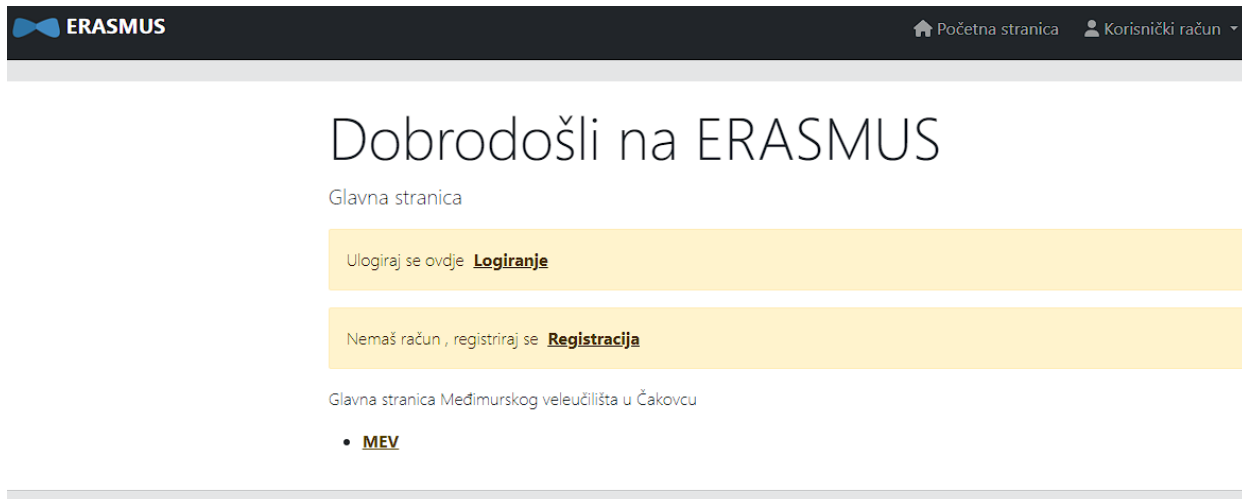 ERASMUS
Početna stranica
Korisnički račun
Dobrodošli na ERASMUS
Glavna stranica
Ulogiraj se ovdje Logiranje
Nemaš račun , registriraj se Registracija
Glavna stranica Međimurskog veleučilišta u Čakovcu
• MEV